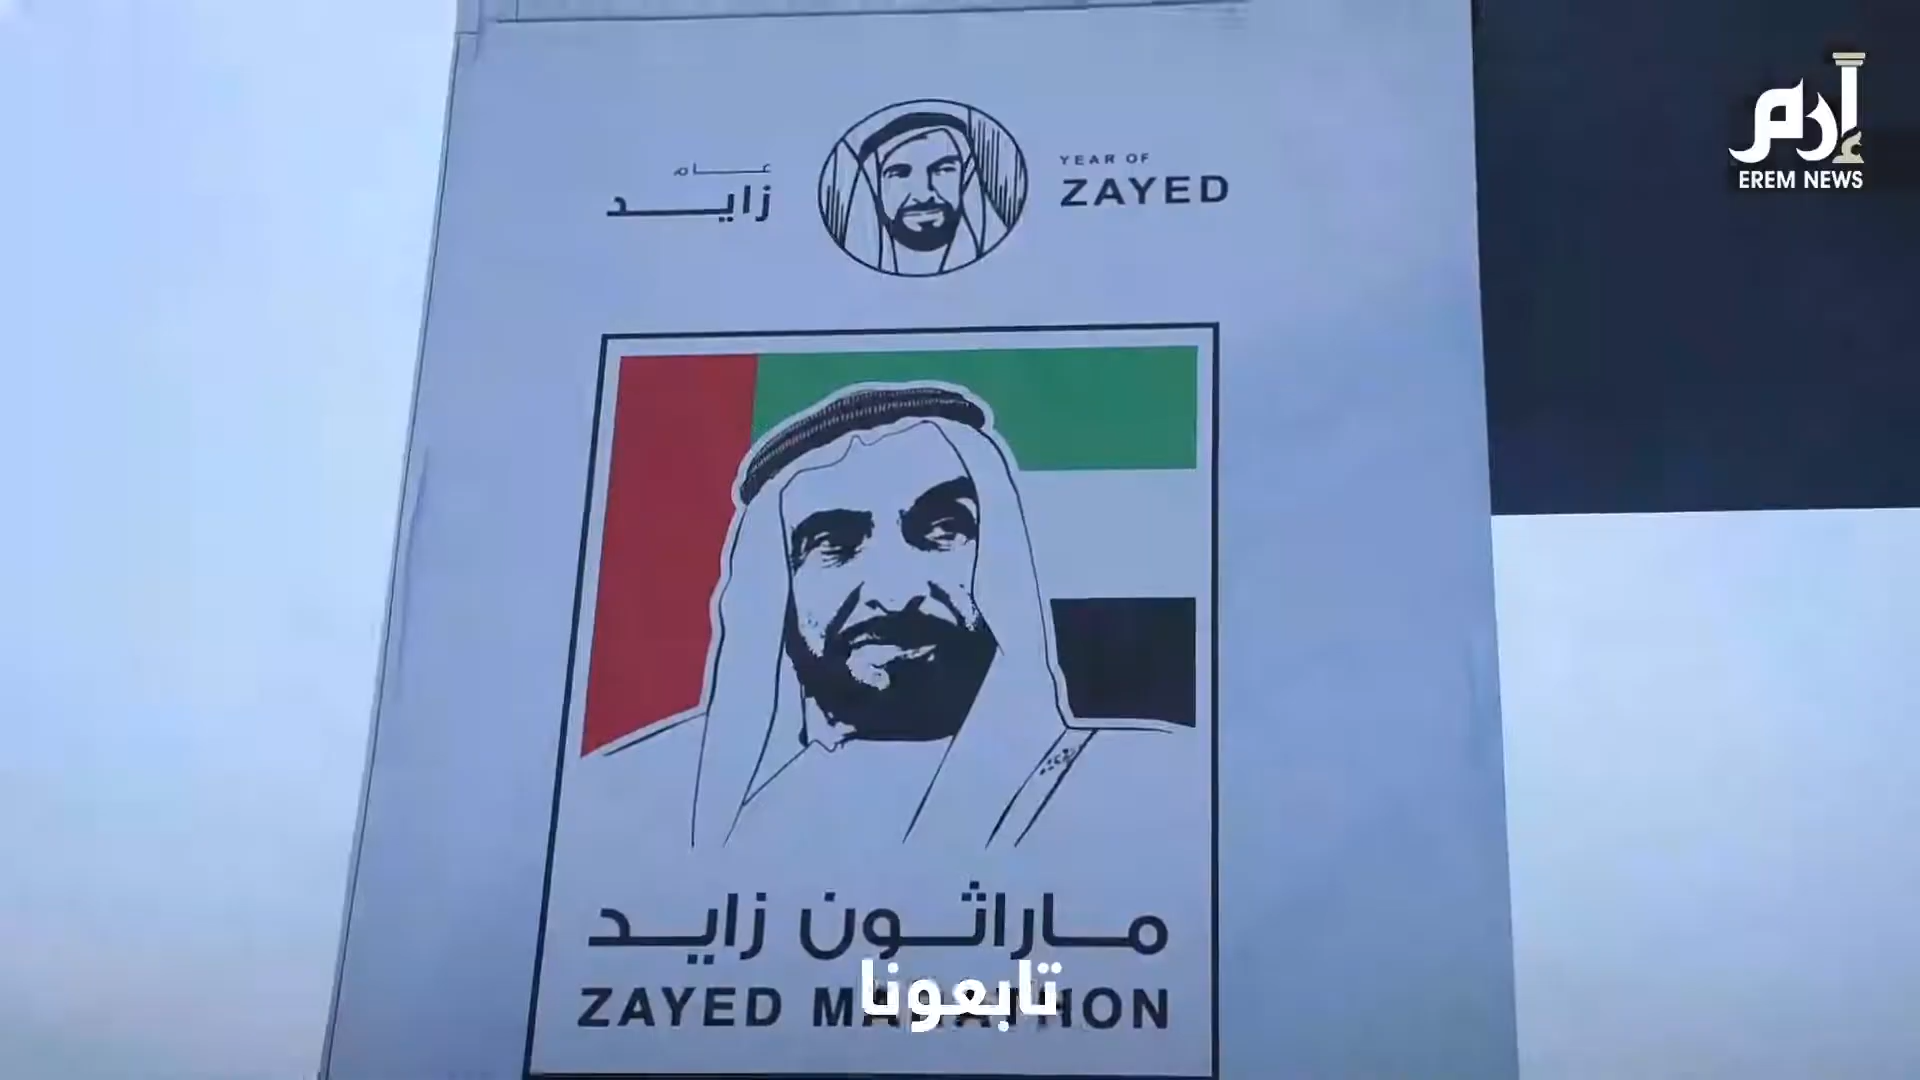 عام
زايد
YEAR OF
ZAYED
إرم
EREM NEWS
ماراثون زايد
ZAYED MARATHON
تابعونا